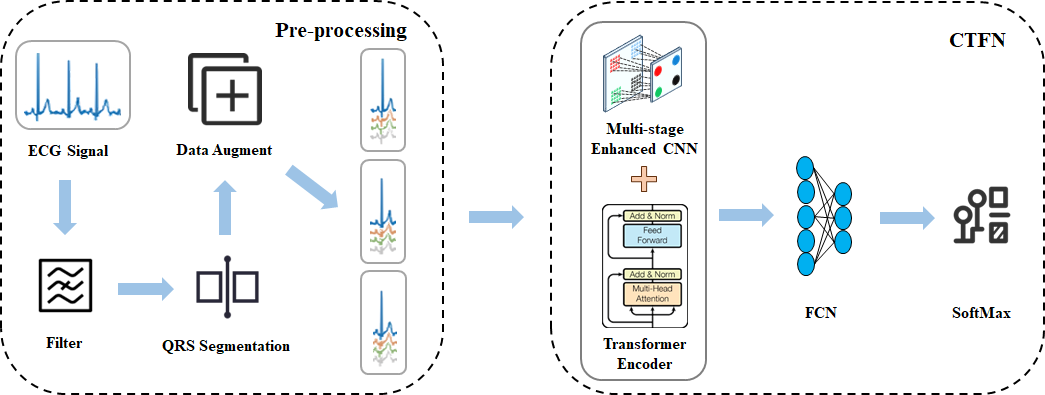 Pre-processing
ECG Signal
Data Augment
Filter
QRS Segmentation
CTFN
Multi-stage
Enhanced CNN
Add & Norm
Feed
Forward
Add & Norm
Multi-Head
Attention
Transformer
Encoder
FCN
SoftMax